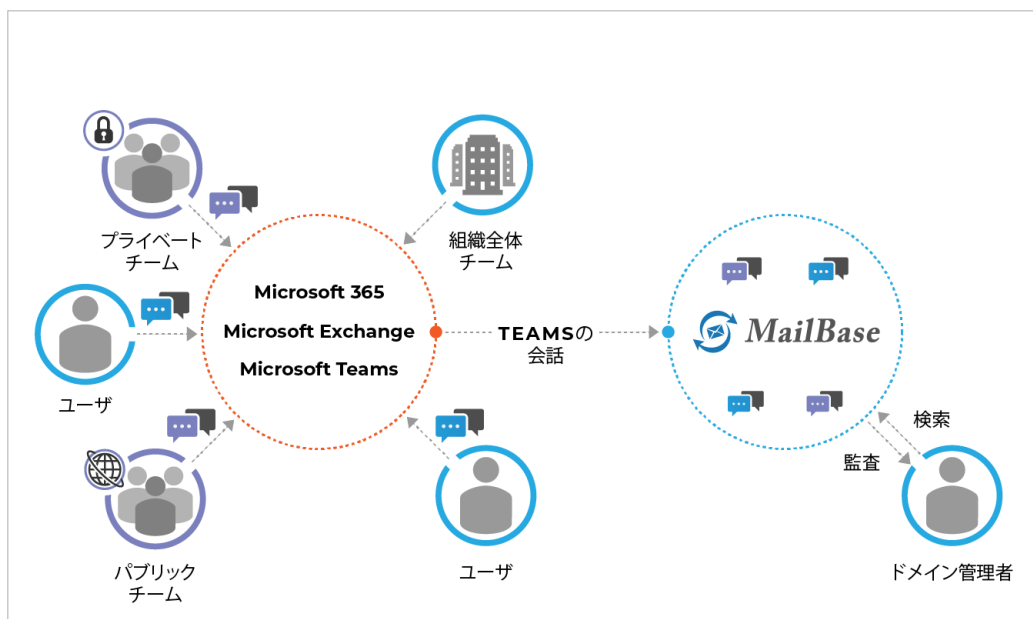 プライベート
チーム
組織全体
チーム
Microsoft 365
Microsoft Exchange
Microsoft Teams
TEAMSの
会話
MailBase
ユーザ
検索
監査
パブリック
チーム
ユーザ
ドメイン管理者